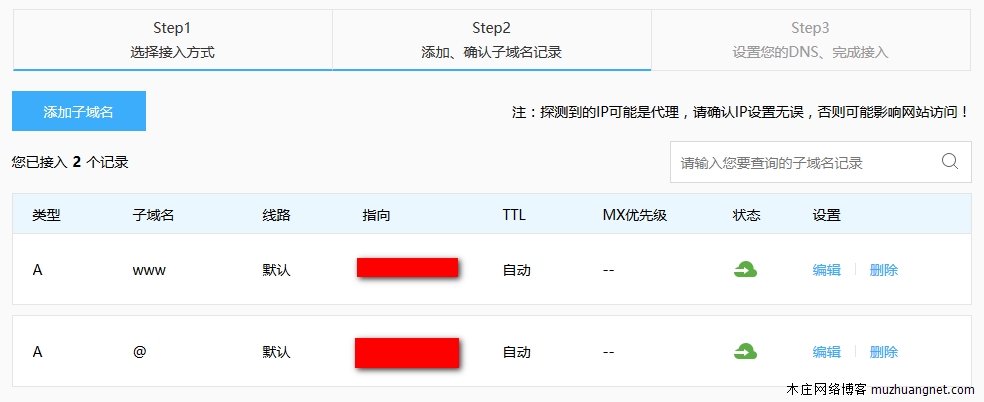 Step1 Step2 Step3
选择接入方式 添加、确认子域名记录 设置您的DNS、完成接入
添加子域名 注：探测到的IP可能是代理，请确认IP设置无误，否则可能影响网站访问！
您已接入 2 个记录 请输入您要查询的子域名记录
类型 子域名 线路 指向 TTL MX优先级 状态 设置
A www 默认 自动 -- 编辑 删除
A @ 默认 自动 -- 编辑 删除
木庄网络博客 muzhuangnet.com